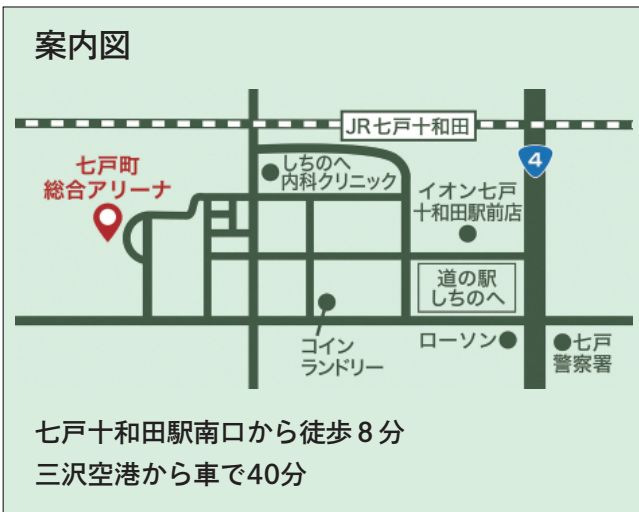 案内図
JR七戸十和田
4
七戸町
総合アリーナ
しちのへ
内科クリニック
イオン七戸
十和田駅前店
道の駅
しちのへ
コイン
ランドリー
ローソン
七戸
警察署
七戸十和田駅南口から徒歩8分
三沢空港から車で40分